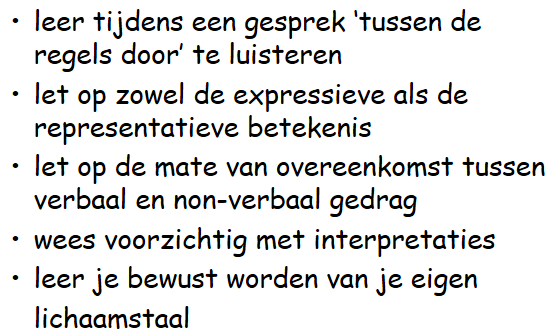 • leer tijdens een gesprek ‘tussen de
regels door’ te luisteren
• let op zowel de expressieve als de
representatieve betekenis
• let op de mate van overeenkomst tussen
verbaal en non-verbaal gedrag
• wees voorzichtig met interpretaties
• leer je bewust worden van je eigen
lichaamstaal